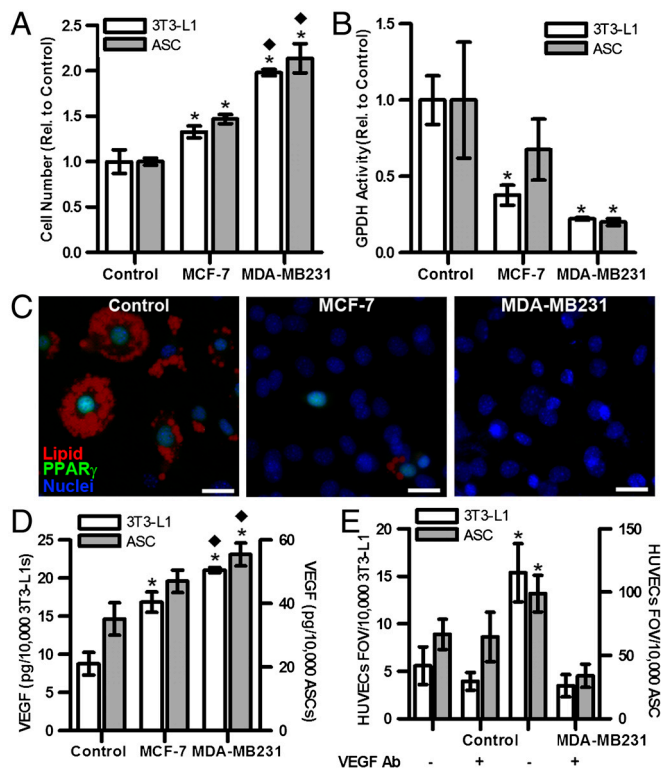 A
3T3-L1
ASC
Cell Number (Rel. to Control)
2.5
2.0
1.5
1.0
0.5
0.0
* * * *
Control MCF-7 MDA-MB231
B
3T3-L1
ASC
GPDH Activity (Rel. to Control)
1.5
1.0
0.5
0.0
* * *
Control MCF-7 MDA-MB231
C
Control MCF-7 MDA-MB231
Lipid
PPARγ
Nuclei
D
3T3-L1
ASC
VEGF (pg/10,000 3T3-L1s)
25
20
15
10
5
0
* * *
60
40
20
0
VEGF (pg/10,000 ASCs)
Control MCF-7 MDA-MB231
E
3T3-L1
ASC
HUVECs FOV/10,000 3T3-L1
20
15
10
5
0
* *
150
100
50
0
HUVECs FOV/10,000 ASC
Control MDA-MB231
VEGF Ab - + - +